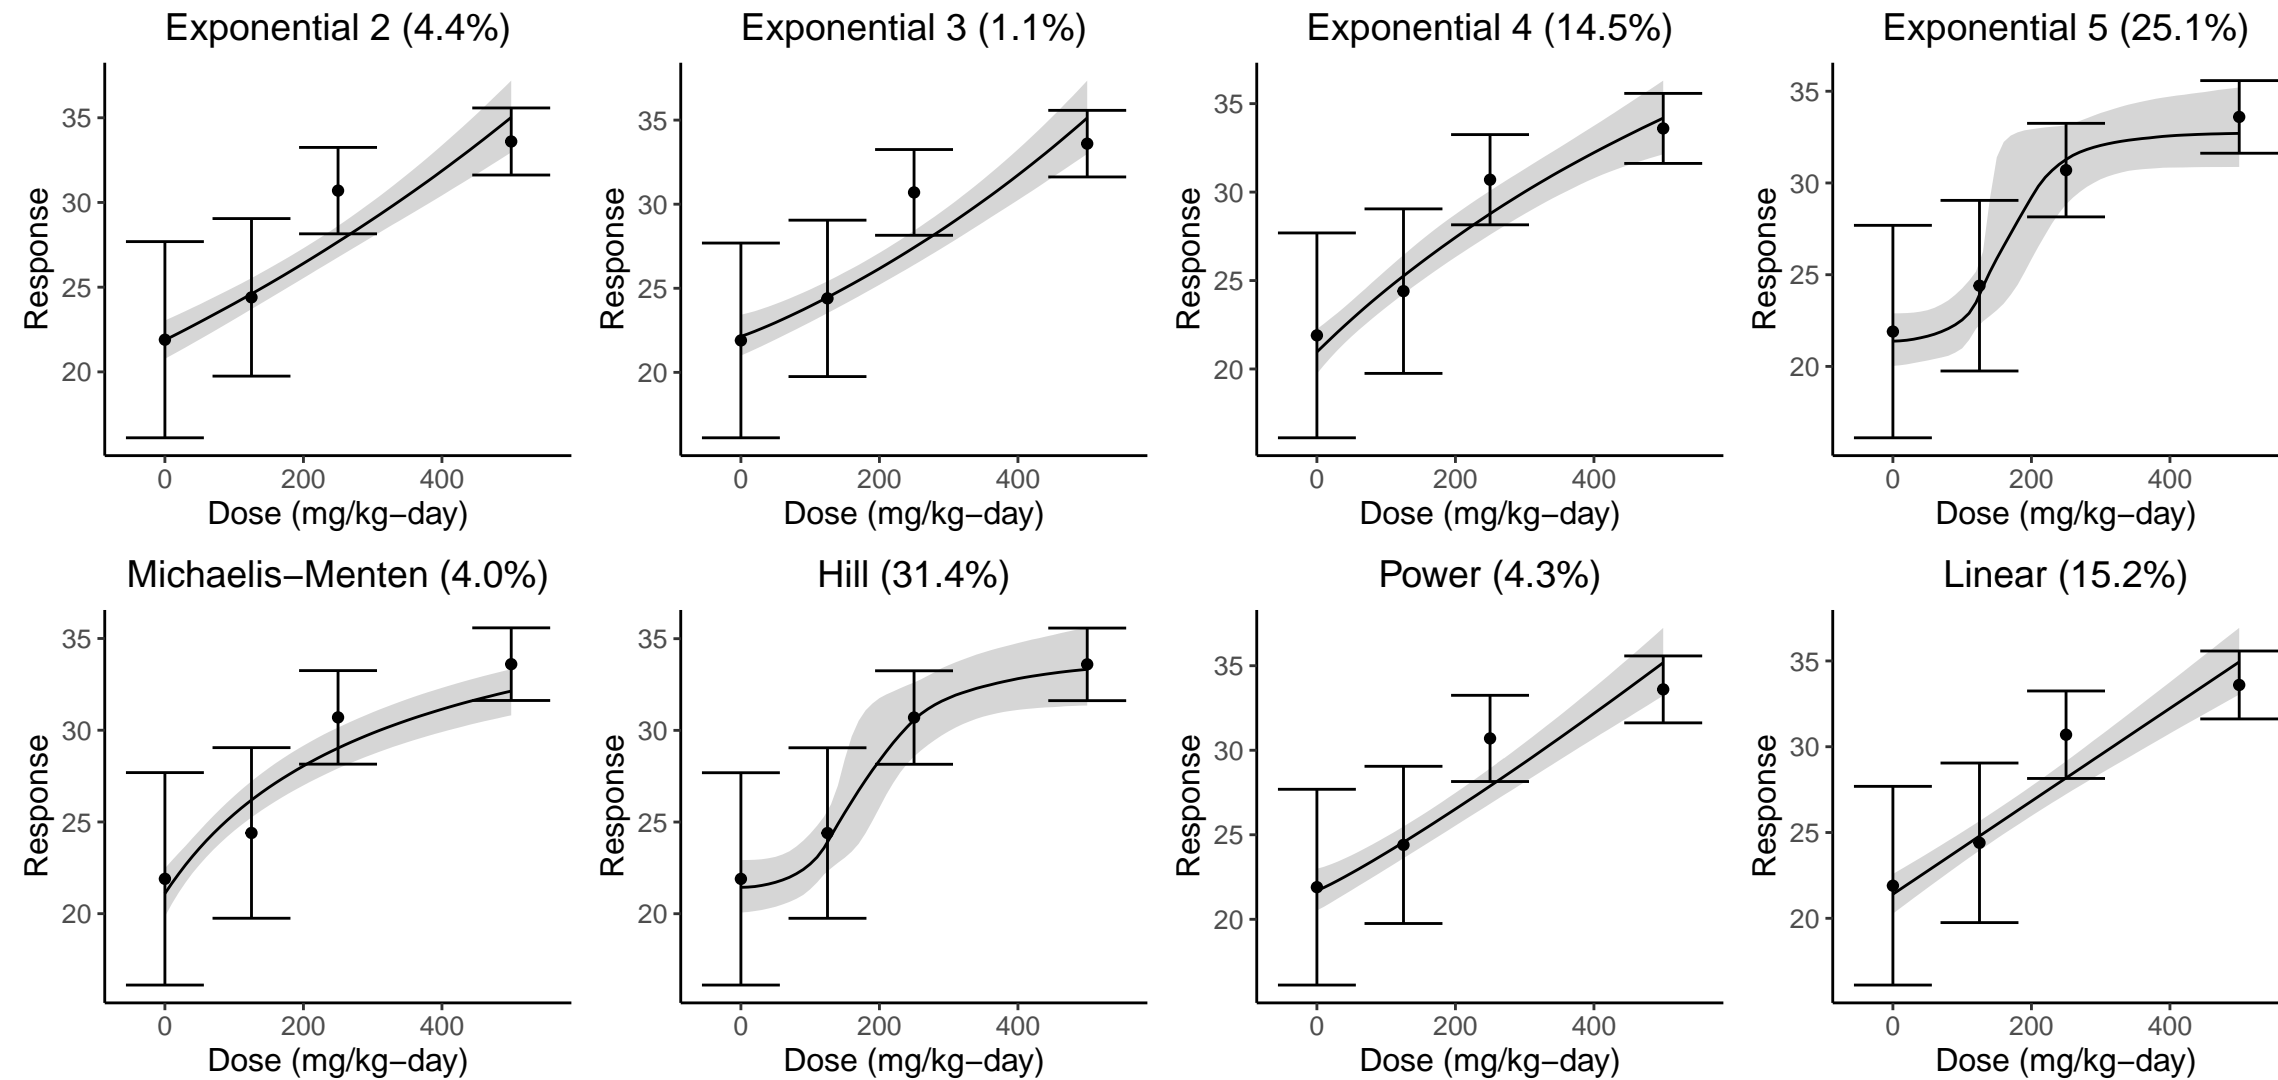 Exponential 2 (4.4%)
Response
35
30
25
20
0 200 400
Dose (mg/kg−day)
Exponential 3 (1.1%)
Response
35
30
25
20
0 200 400
Dose (mg/kg−day)
Exponential 4 (14.5%)
Response
35
30
25
20
0 200 400
Dose (mg/kg−day)
Exponential 5 (25.1%)
Response
35
30
25
20
0 200 400
Dose (mg/kg−day)
Michaelis−Menten (4.0%)
Response
35
30
25
20
0 200 400
Dose (mg/kg−day)
Hill (31.4%)
Response
35
30
25
20
0 200 400
Dose (mg/kg−day)
Power (4.3%)
Response
35
30
25
20
0 200 400
Dose (mg/kg−day)
Linear (15.2%)
Response
35
30
25
20
0 200 400
Dose (mg/kg−day)